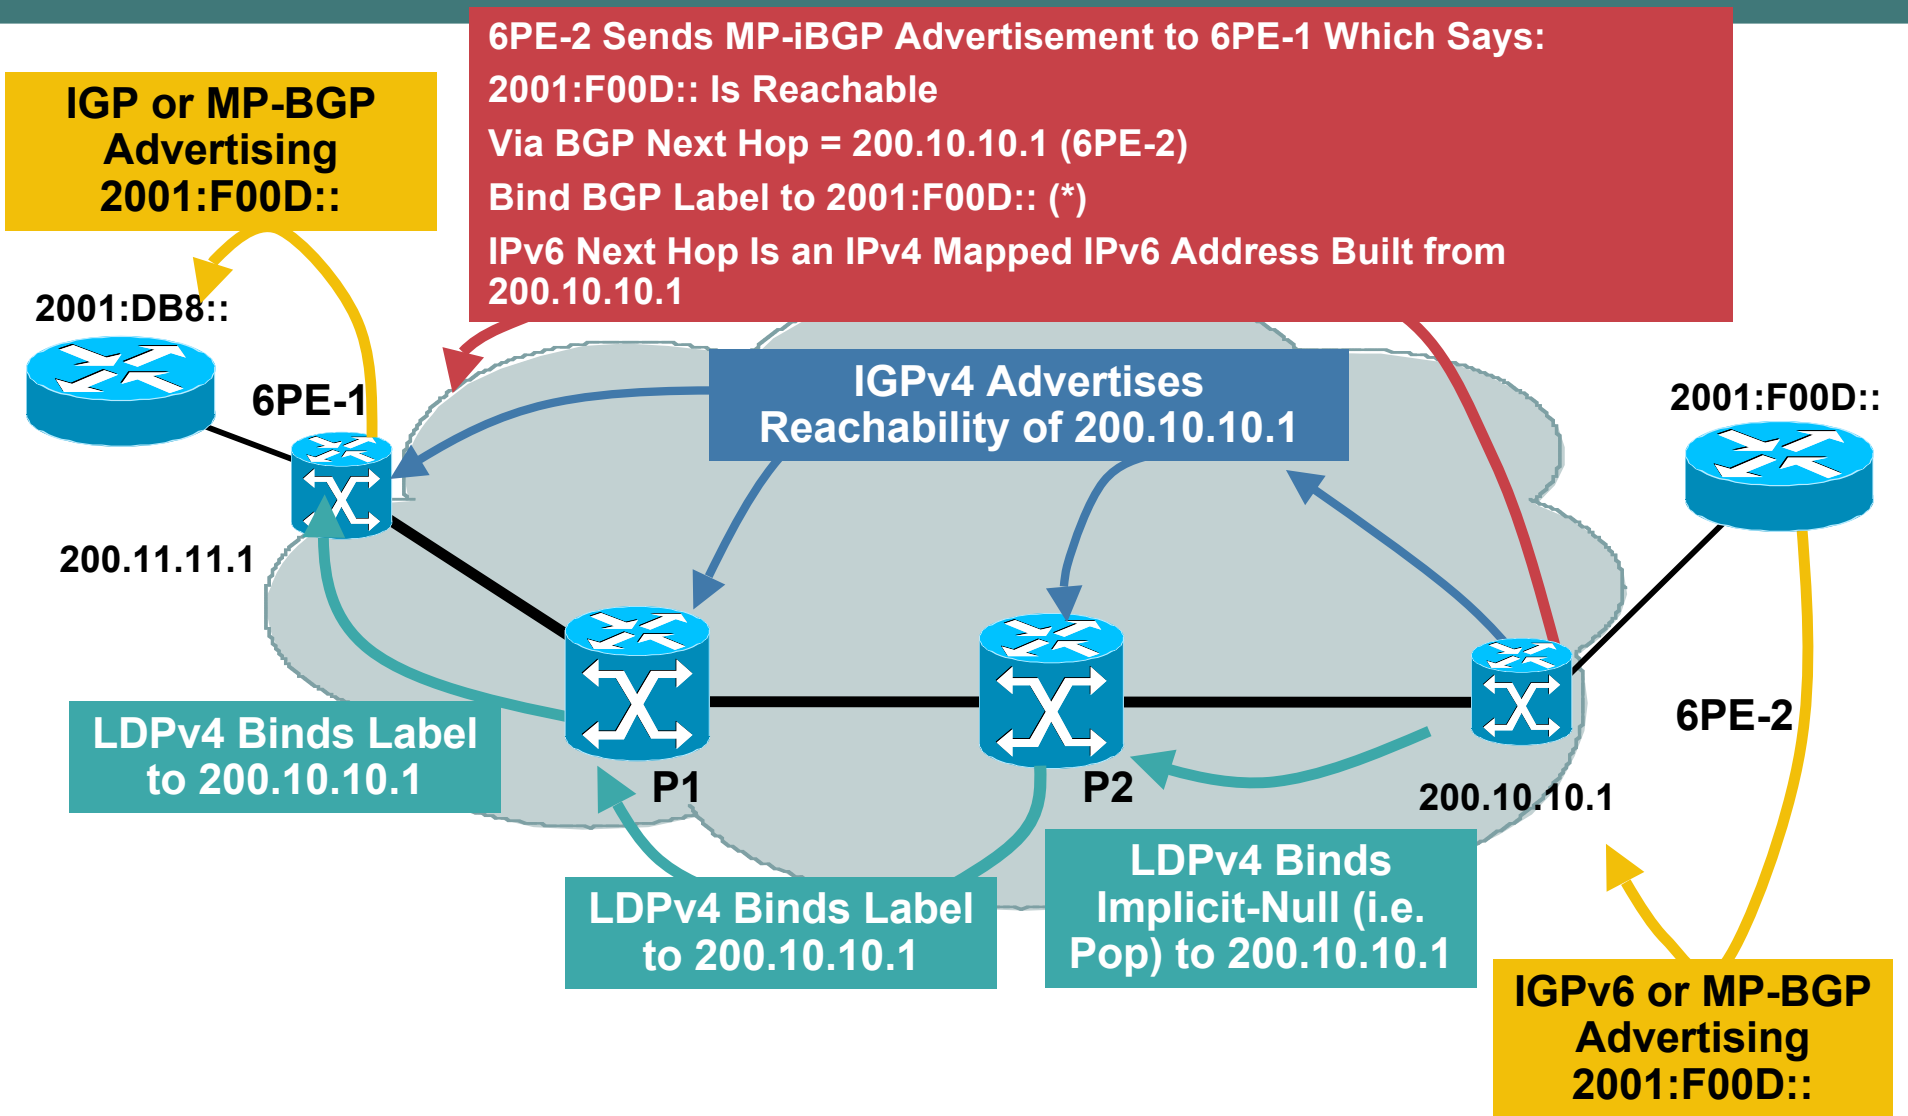 6PE-2 Sends MP-iBGP Advertisement to 6PE-1 Which Says:
2001:F00D:: Is Reachable
Via BGP Next Hop = 200.10.10.1 (6PE-2)
Bind BGP Label to 2001:F00D:: (*)
IPv6 Next Hop Is an IPv4 Mapped IPv6 Address Built from
200.10.10.1
IGP or MP-BGP
Advertising
2001:F00D::
2001:DB8::
6PE-1
200.11.11.1
IGPv4 Advertises
Reachability of 200.10.10.1
2001:F00D::
6PE-2
200.10.10.1
P1
P2
LDPv4 Binds Label
to 200.10.10.1
LDPv4 Binds Label
to 200.10.10.1
LDPv4 Binds
Implicit-Null (i.e.
Pop) to 200.10.10.1
IGPv6 or MP-BGP
Advertising
2001:F00D::